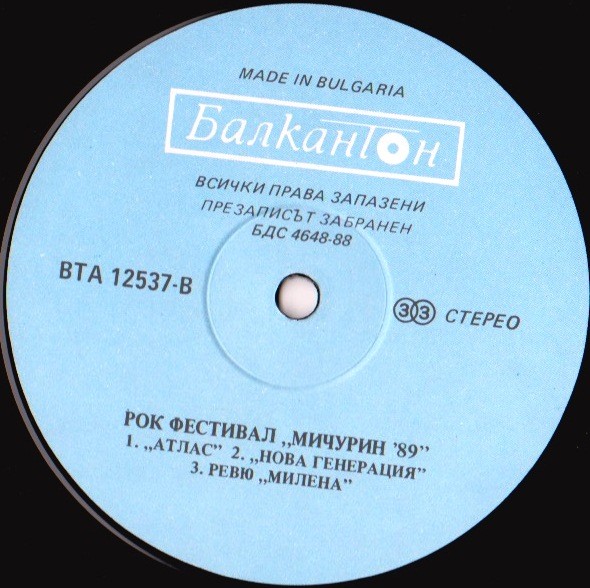 MADE IN BULGARIA
Балкантон
ВСИЧКИ ПРАВА ЗАПАЗЕНИ
ПРЕЗАПИСЪТ ЗАБРАНЕН
БДС 4648-88
ВТА 12537-В
33 СТЕРЕО
РОК ФЕСТИВАЛ „МИЧУРИН '89”
1. „АТЛАС” 2. „НОВА ГЕНЕРАЦИЯ”
3. РЕВЮ „МИЛЕНА”